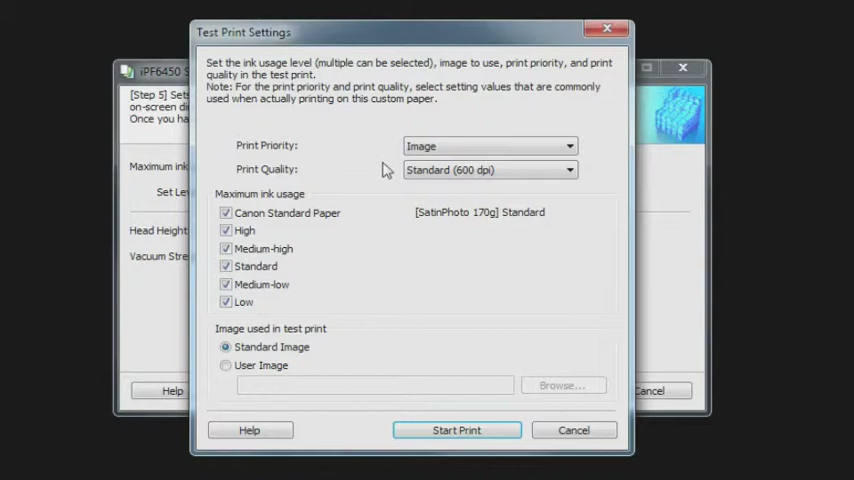 Test Print Settings
Set the ink usage level (multiple can be selected), image to use, print priority, and print
quality in the test print.
Note: For the print priority and print quality, select setting values that are commonly
used when actually printing on this custom paper.
iPF6450 S
[Step 5] Sets
on-screen di
Once you ha
Print Priority: Image
Print Quality: Standard (600 dpi)
Maximum ink
Set Le
Maximum ink usage
Canon Standard Paper [SatinPhoto 170g] Standard
High
Medium-high
Standard
Medium-low
Low
Head Height
Vacuum Stre
Image used in test print
Standard Image
User Image
Browse...
Help
Cancel
Help Start Print Cancel